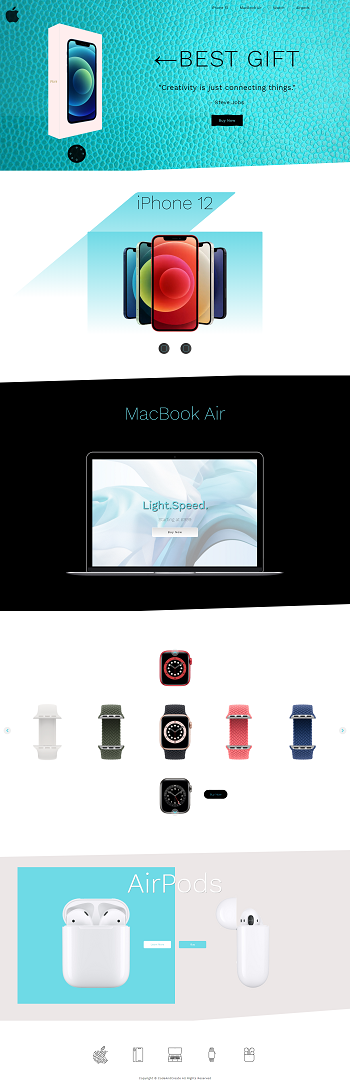 iPhone 12 MacBook Air Watch AirPods
←BEST GIFT
"Creativity is just connecting things."
Steve Jobs
Buy Now
iPhone 12
MacBook Air
Light.Speed.
Buy Now
AirPods
Copyright © CodeAndCreate All Rights Reserved